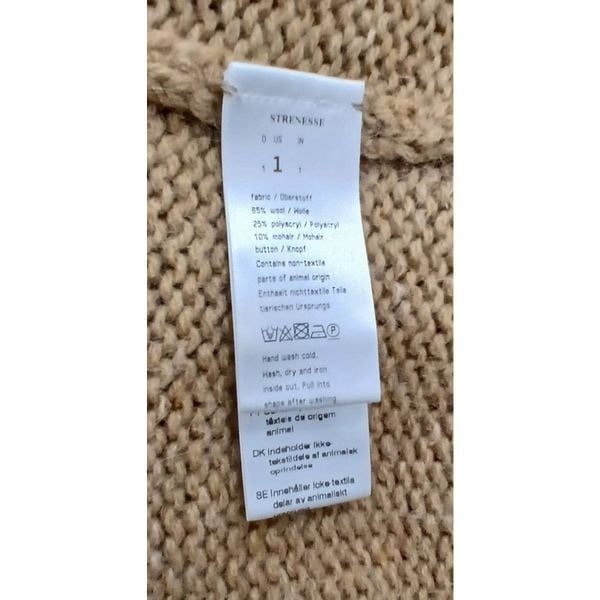 STRENESSE
D US IN
1 1 1
fabric / Oberstoff
65% wool / Wolle
25% polyacryl / Polyacryl
10% mohair / Mohair
button / Knopf
Contains non-textile
parts of animal origin
Enthaelt nichttextile Teile
tierischen Ursprungs
P
Hand wash cold.
Wash, dry and iron
inside out. Pull into
shape after washing.
têxteis de origem
animal
DK Indeholder ikke
tekstildele af animalsk
oprindelse
SE Innehåller icke textila
delar av animaliskt